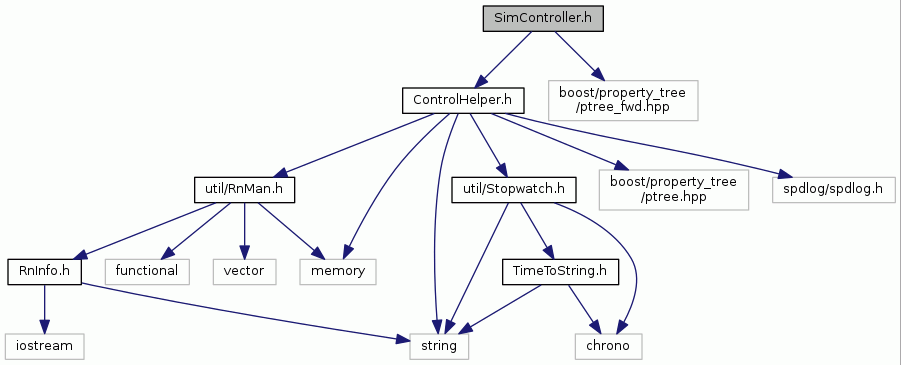 SimController.h
ControlHelper.h
boost/property_tree
/ptree_fwd.hpp
util/RnMan.h
util/Stopwatch.h
boost/property_tree
/ptree.hpp
spdlog/spdlog.h
RnInfo.h
functional
vector
memory
TimeToString.h
iostream
string
chrono